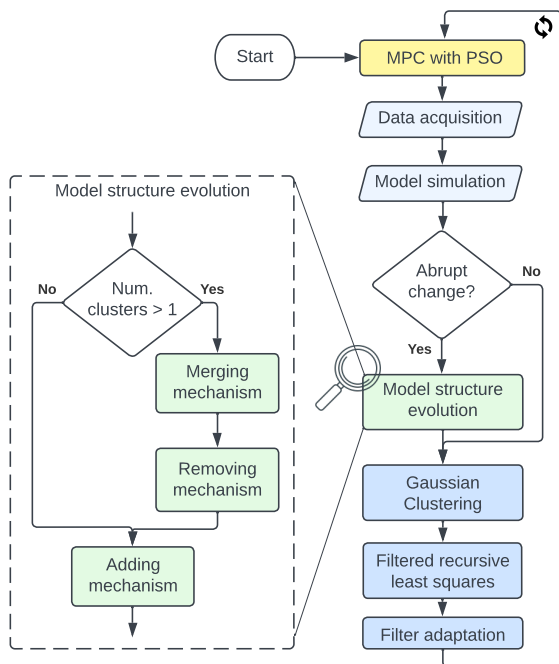 Start
MPC with PSO
Data acquisition
Model simulation
Abrupt
change?
No
Yes
Model structure
evolution
Gaussian
Clustering
Filtered recursive
least squares
Filter adaptation
Model structure evolution
Num.
clusters > 1
No
Yes
Merging
mechanism
Removing
mechanism
Adding
mechanism